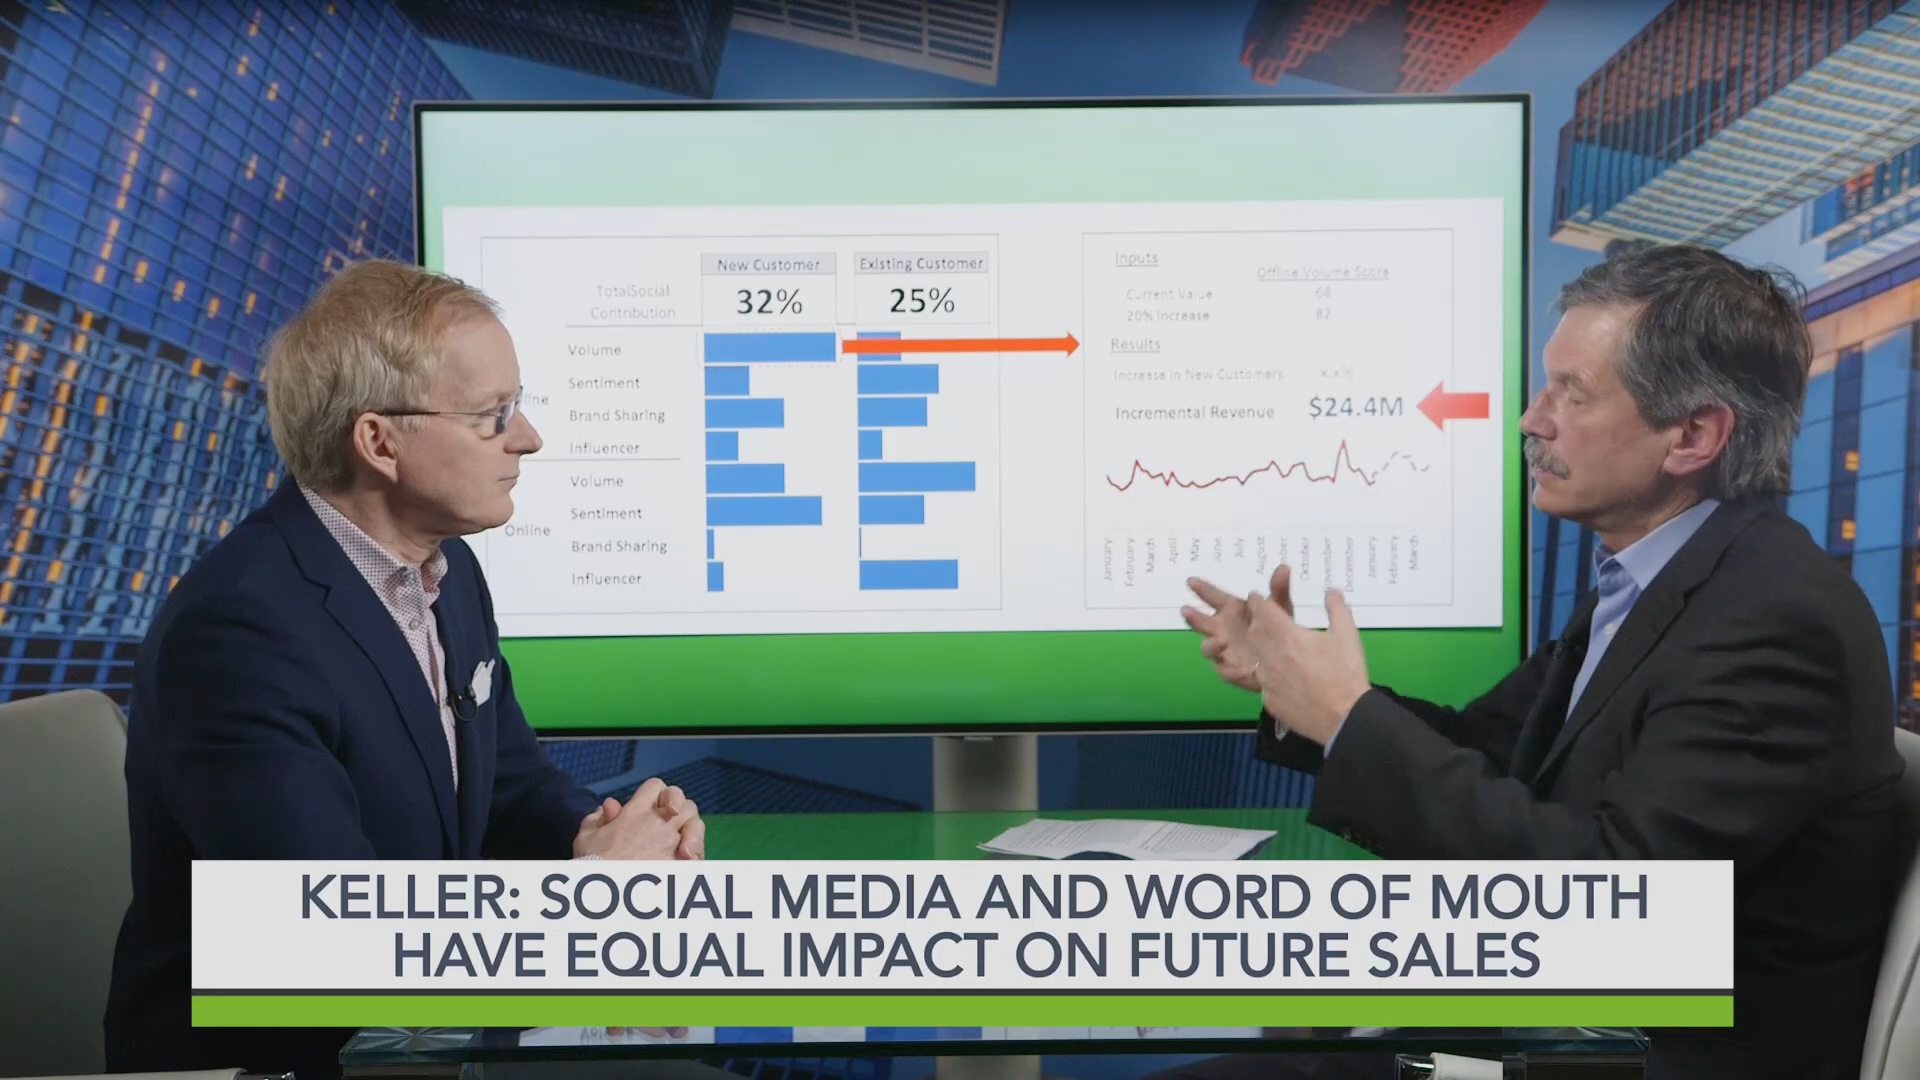 New Customer Existing Customer
TotalSocial
Contribution
32% 25%
Volume
Sentiment
Brand Sharing
Influencer
Volume
Sentiment
Online
Brand Sharing
Influencer
Inputs
Offline Volume Score
Current Value 68
20% Increase 82
Results
Increase in New Customers x.x%
Incremental Revenue $24.4M
January
February
March
April
May
June
July
August
October
December
January
February
March
KELLER: SOCIAL MEDIA AND WORD OF MOUTH
HAVE EQUAL IMPACT ON FUTURE SALES